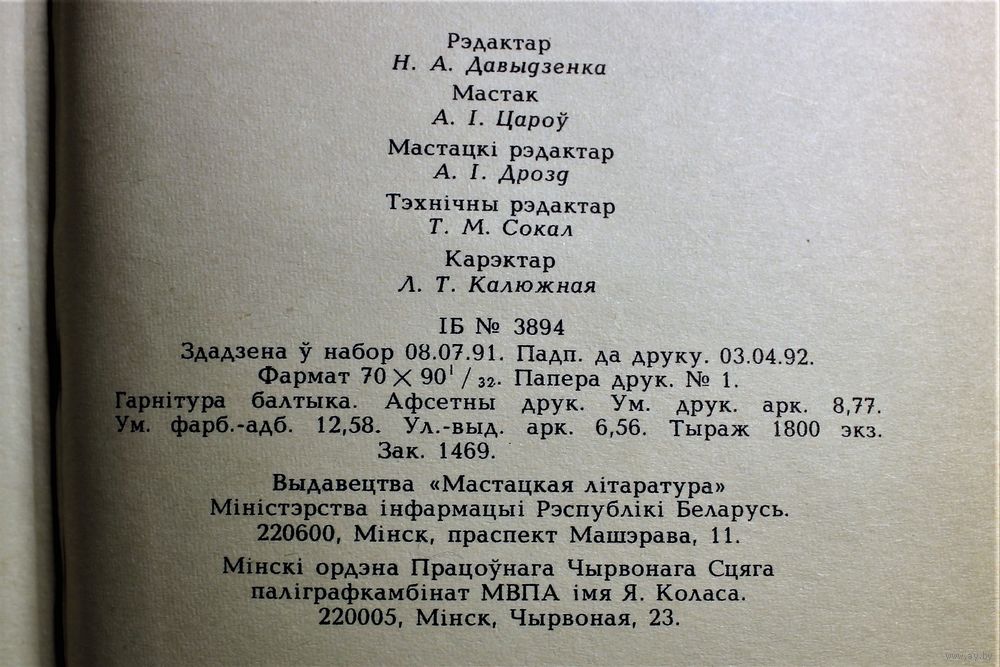 Рэдактар
Н. А. Давыдзенка
Мастак
А. І. Цароў
Мастацкі рэдактар
А. І. Дрозд
Тэхнічны рэдактар
Т. М. Сокал
Карэктар
Л. Т. Калюжная
ІБ № 3894
Здадзена ў набор 08.07.91. Падп. да друку. 03.04.92.
Фармат 70 × 90¹/₃₂. Папера друк. № 1.
Гарнітура балтыка. Афсетны друк. Ум. друк. арк. 8,77.
Ум. фарб.-адб. 12,58. Ул.-выд. арк. 6,56. Тыраж 1800 экз.
Зак. 1469.
Выдавецтва «Мастацкая літаратура»
Міністэрства інфармацыі Рэспублікі Беларусь.
220600, Мінск, праспект Машэрава, 11.
Мінскі ордэна Працоўнага Чырвонага Сцяга
паліграфкамбінат МВПА імя Я. Коласа.
220005, Мінск, Чырвоная, 23.
www.ay.by